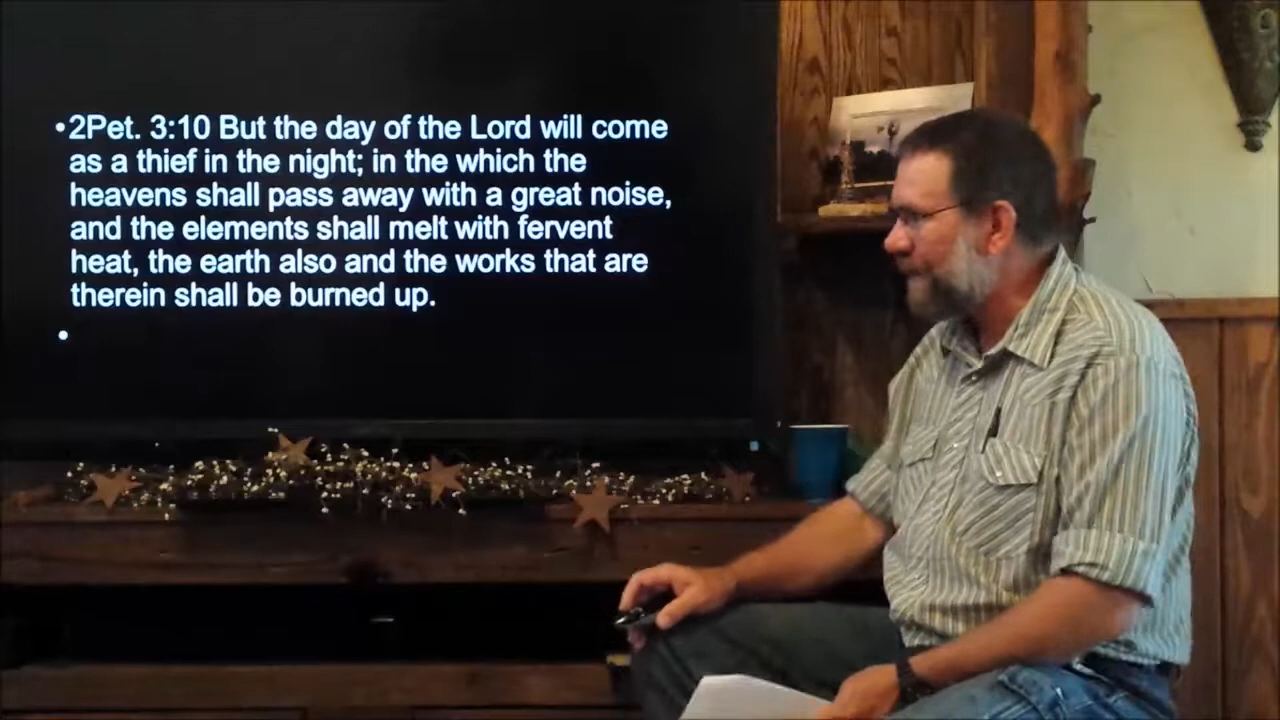 •2Pet. 3:10 But the day of the Lord will come
as a thief in the night; in the which the
heavens shall pass away with a great noise,
and the elements shall melt with fervent
heat, the earth also and the works that are
therein shall be burned up.
•